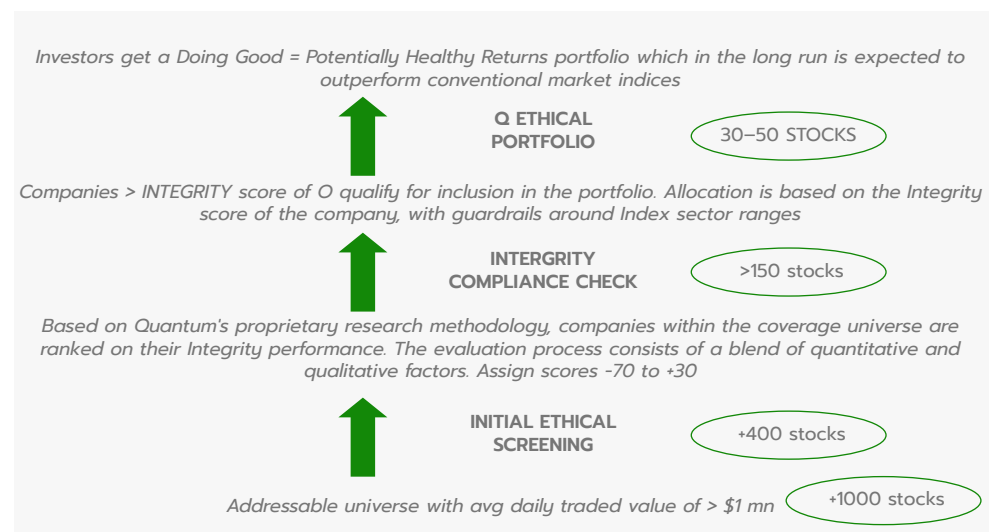 Investors get a Doing Good = Potentially Healthy Returns portfolio which in the long run is expected to
outperform conventional market indices
Q ETHICAL
PORTFOLIO
30–50 STOCKS
Companies > INTEGRITY score of O qualify for inclusion in the portfolio. Allocation is based on the Integrity
score of the company, with guardrails around Index sector ranges
INTERGRITY
COMPLIANCE CHECK
>150 stocks
Based on Quantum's proprietary research methodology, companies within the coverage universe are
ranked on their Integrity performance. The evaluation process consists of a blend of quantitative and
qualitative factors. Assign scores -70 to +30
INITIAL ETHICAL
SCREENING
+400 stocks
Addressable universe with avg daily traded value of > $1 mn
+1000 stocks